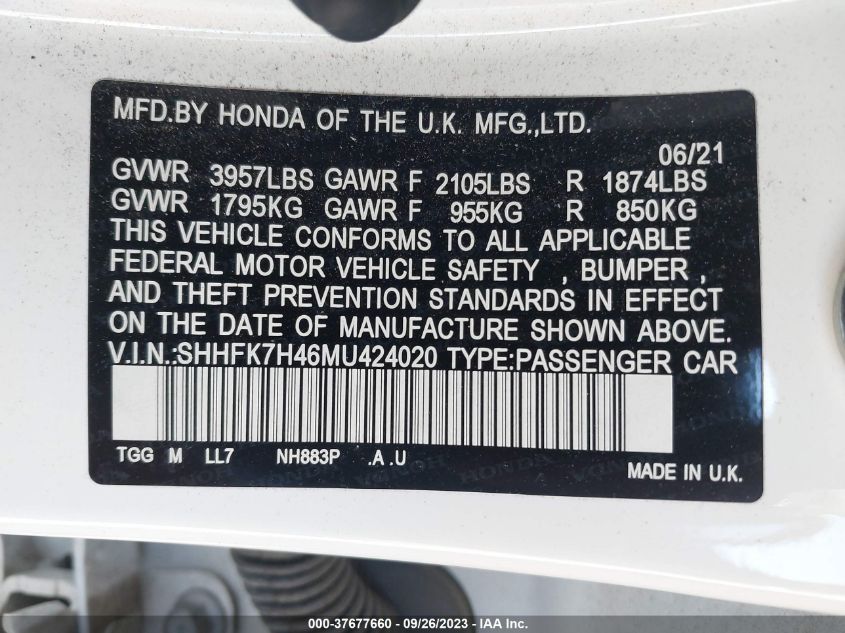 MFD.BY HONDA OF THE U.K. MFG.,LTD.
06/21
GVWR 3957LBS GAWR F 2105LBS R 1874LBS
GVWR 1795KG GAWR F 955KG R 850KG
THIS VEHICLE CONFORMS TO ALL APPLICABLE
FEDERAL MOTOR VEHICLE SAFETY , BUMPER ,
AND THEFT PREVENTION STANDARDS IN EFFECT
ON THE DATE OF MANUFACTURE SHOWN ABOVE.
V.I.N.:SHHFK7H46MU424020 TYPE:PASSENGER CAR
TGG M LL7 NH883P .A .U
MADE IN U.K.
000-37677660 - 09/26/2023 - IAA Inc.